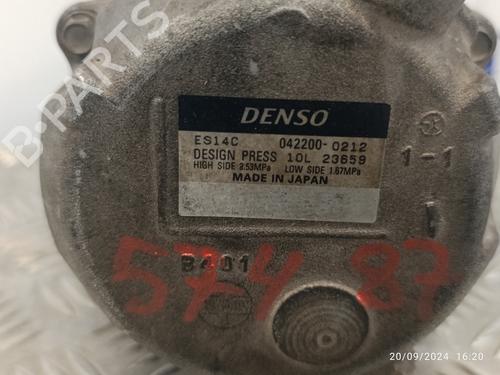 DENSO
ES14C 042200-0212
DESIGN PRESS 10L 23659
HIGH SIDE 3.53MPa LOW SIDE 1.67MPa
MADE IN JAPAN
1-1
B401
574 87
B-PARTS
20/09/2024 16:20